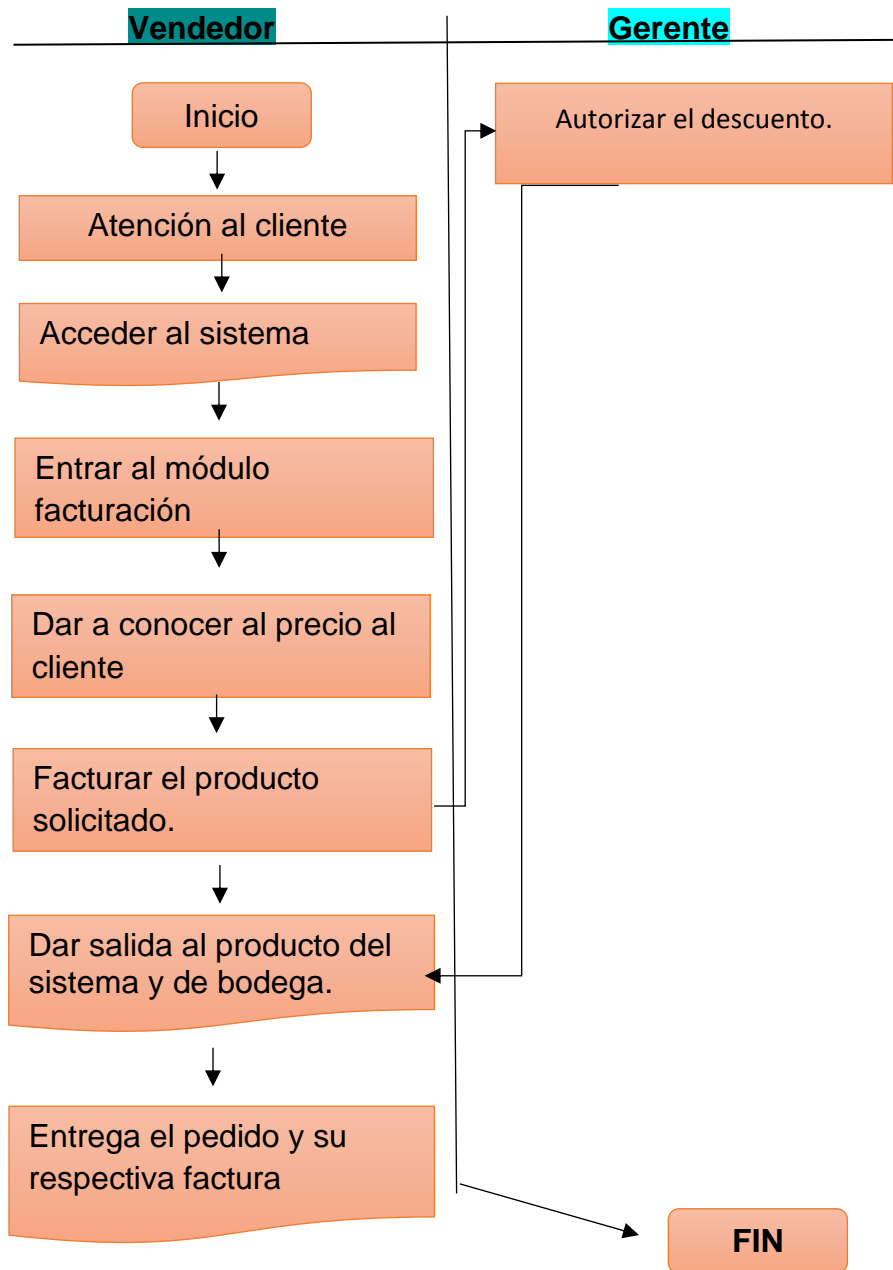 Vendedor
Gerente
Inicio
Autorizar el descuento.
Atención al cliente
Acceder al sistema
Entrar al módulo
facturación
Dar a conocer al precio al
cliente
Facturar el producto
solicitado.
Dar salida al producto del
sistema y de bodega.
Entrega el pedido y su
respectiva factura
FIN